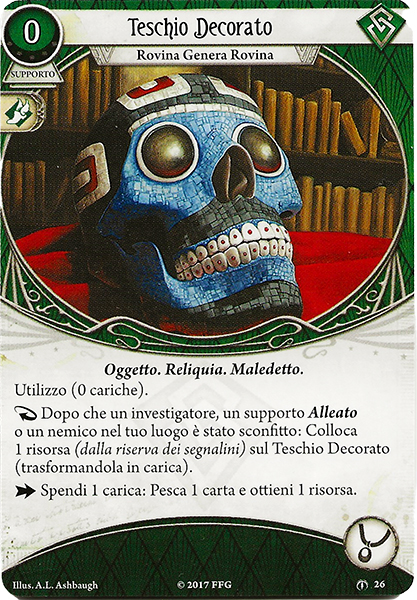 0
Teschio Decorato
Rovina Genera Rovina
SUPPORTO
Oggetto. Reliquia. Maledetto.
Utilizzo (0 cariche).
Dopo che un investigatore, un supporto Alleato
o un nemico nel tuo luogo è stato sconfitto: Colloca
1 risorsa (dalla riserva dei segnalini) sul Teschio Decorato
(trasformandola in carica).
Spendi 1 carica: Pesca 1 carta e ottieni 1 risorsa.
Illus. A.L. Ashbaugh
© 2017 FFG
26